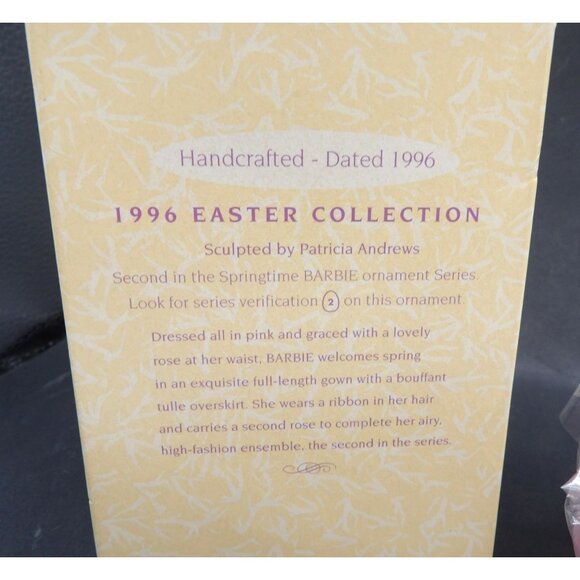 Handcrafted - Dated 1996
1996 EASTER COLLECTION
Sculpted by Patricia Andrews
Second in the Springtime BARBIE ornament Series.
Look for series verification 2 on this ornament.
Dressed all in pink and graced with a lovely
rose at her waist, BARBIE welcomes spring
in an exquisite full-length gown with a bouffant
tulle overskirt. She wears a ribbon in her hair
and carries a second rose to complete her airy,
high-fashion ensemble, the second in the series.